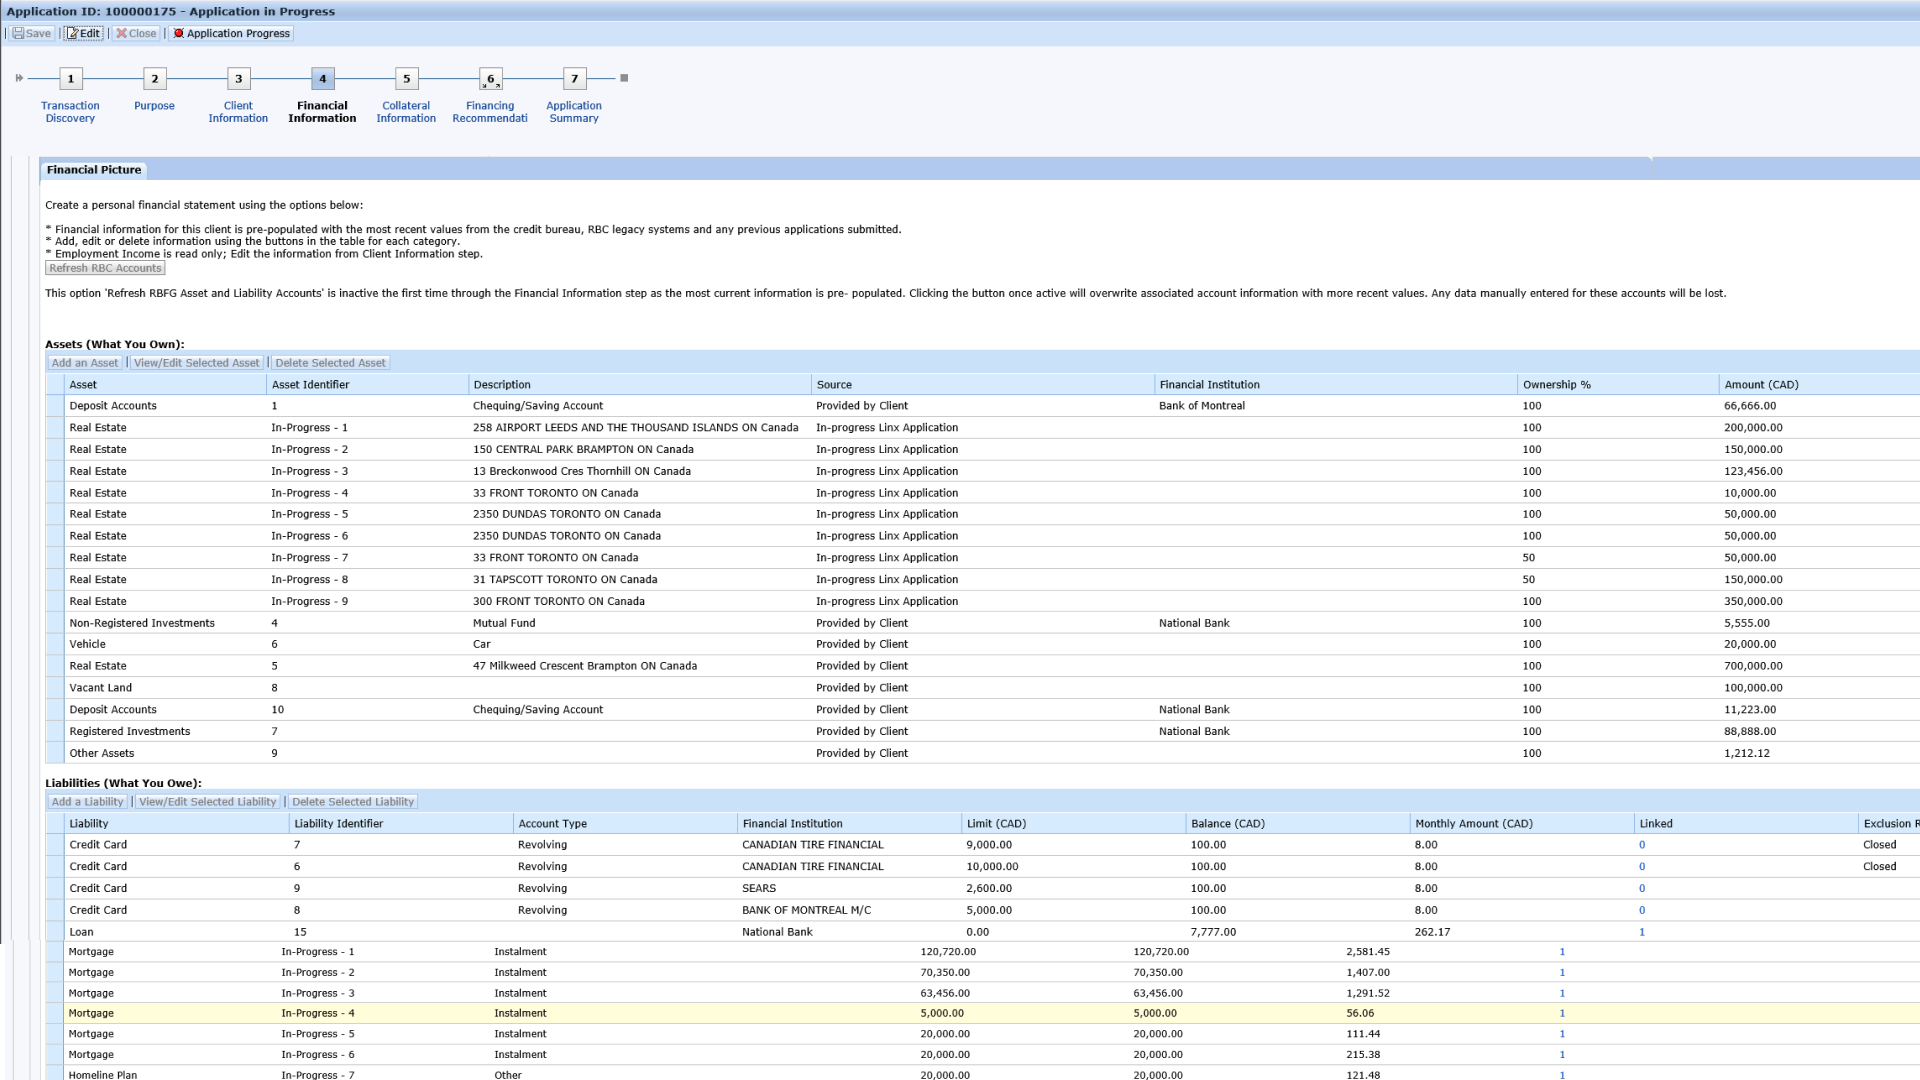 Application ID: 100000175 - Application in Progress
Save Edit Close Application Progress
1 2 3 4 5 6 7
Transaction Discovery Purpose Client Information Financial Information Collateral Information Financing Recommendati Application Summary
Financial Picture
Create a personal financial statement using the options below:
* Financial information for this client is pre-populated with the most recent values from the credit bureau, RBC legacy systems and any previous applications submitted.
* Add, edit or delete information using the buttons in the table for each category.
* Employment Income is read only; Edit the information from Client Information step.
Refresh RBC Accounts
This option 'Refresh RBFG Asset and Liability Accounts' is inactive the first time through the Financial Information step as the most current information is pre- populated. Clicking the button once active will overwrite associated account information with more recent values. Any data manually entered for these accounts will be lost.
Assets (What You Own):
Add an Asset | View/Edit Selected Asset | Delete Selected Asset
Asset Asset Identifier Description Source Financial Institution Ownership % Amount (CAD)
Deposit Accounts 1 Chequing/Saving Account Provided by Client Bank of Montreal 100 66,666.00
Real Estate In-Progress - 1 258 AIRPORT LEEDS AND THE THOUSAND ISLANDS ON Canada In-progress Linx Application 100 200,000.00
Real Estate In-Progress - 2 150 CENTRAL PARK BRAMPTON ON Canada In-progress Linx Application 100 150,000.00
Real Estate In-Progress - 3 13 Breckonwood Cres Thornhill ON Canada In-progress Linx Application 100 123,456.00
Real Estate In-Progress - 4 33 FRONT TORONTO ON Canada In-progress Linx Application 100 10,000.00
Real Estate In-Progress - 5 2350 DUNDAS TORONTO ON Canada In-progress Linx Application 100 50,000.00
Real Estate In-Progress - 6 2350 DUNDAS TORONTO ON Canada In-progress Linx Application 100 50,000.00
Real Estate In-Progress - 7 33 FRONT TORONTO ON Canada In-progress Linx Application 50 50,000.00
Real Estate In-Progress - 8 31 TAPSCOTT TORONTO ON Canada In-progress Linx Application 50 150,000.00
Real Estate In-Progress - 9 300 FRONT TORONTO ON Canada In-progress Linx Application 100 350,000.00
Non-Registered Investments 4 Mutual Fund Provided by Client National Bank 100 5,555.00
Vehicle 6 Car Provided by Client 100 20,000.00
Real Estate 5 47 Milkweed Crescent Brampton ON Canada Provided by Client 100 700,000.00
Vacant Land 8 Provided by Client 100 100,000.00
Deposit Accounts 10 Chequing/Saving Account Provided by Client National Bank 100 11,223.00
Registered Investments 7 Provided by Client National Bank 100 88,888.00
Other Assets 9 Provided by Client 100 1,212.12
Liabilities (What You Owe):
Add a Liability | View/Edit Selected Liability | Delete Selected Liability
Liability Liability Identifier Account Type Financial Institution Limit (CAD) Balance (CAD) Monthly Amount (CAD) Linked Exclusion R
Credit Card 7 Revolving CANADIAN TIRE FINANCIAL 9,000.00 100.00 8.00 0 Closed
Credit Card 6 Revolving CANADIAN TIRE FINANCIAL 10,000.00 100.00 8.00 0 Closed
Credit Card 9 Revolving SEARS 2,600.00 100.00 8.00 0
Credit Card 8 Revolving BANK OF MONTREAL M/C 5,000.00 100.00 8.00 0
Loan 15 National Bank 0.00 7,777.00 262.17 1
Mortgage In-Progress - 1 Instalment 120,720.00 120,720.00 2,581.45 1
Mortgage In-Progress - 2 Instalment 70,350.00 70,350.00 1,407.00 1
Mortgage In-Progress - 3 Instalment 63,456.00 63,456.00 1,291.52 1
Mortgage In-Progress - 4 Instalment 5,000.00 5,000.00 56.06 1
Mortgage In-Progress - 5 Instalment 20,000.00 20,000.00 111.44 1
Mortgage In-Progress - 6 Instalment 20,000.00 20,000.00 215.38 1
Homeline Plan In-Progress - 7 Other 20,000.00 20,000.00 121.48 1